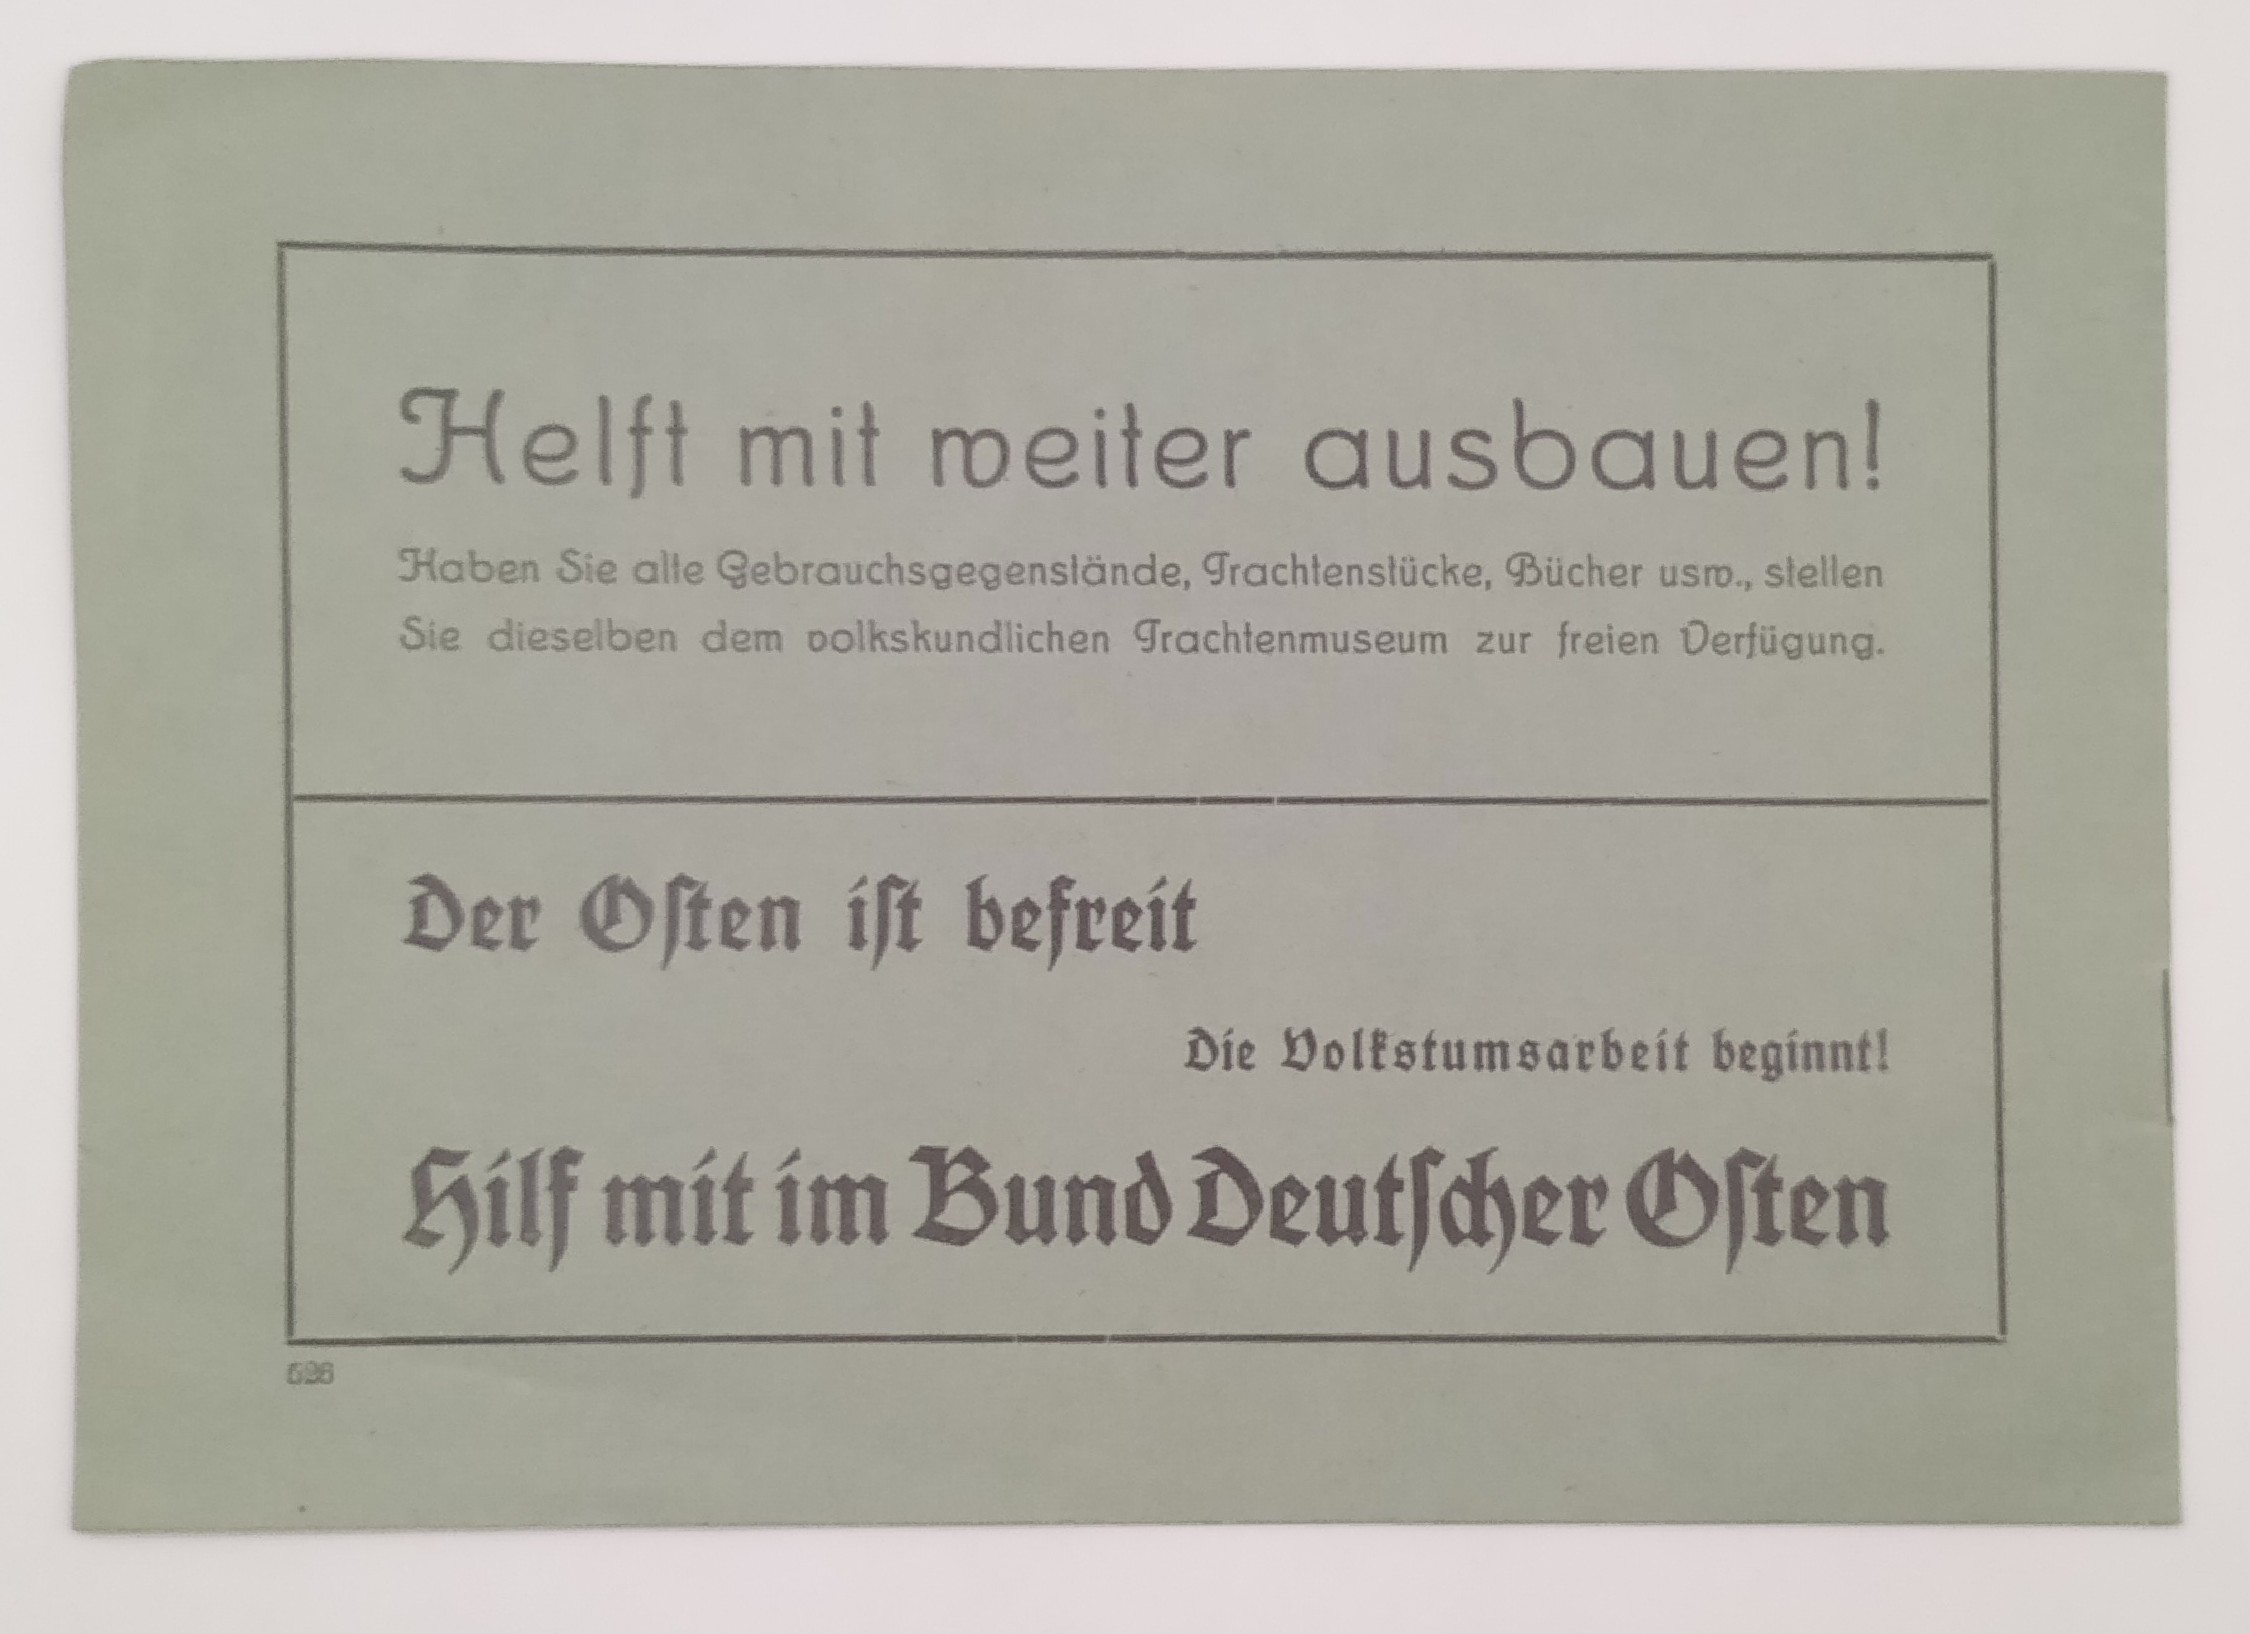 Helft mit weiter ausbauen!
Haben Sie alte Gebrauchsgegenstände, Trachtenstücke, Bücher usw., stellen
Sie dieselben dem volkskundlichen Trachtenmuseum zur freien Verfügung.
Der Oſten iſt befreit
Die Volkstumsarbeit beginnt!
Hilf mit im Bund Deutſcher Oſten